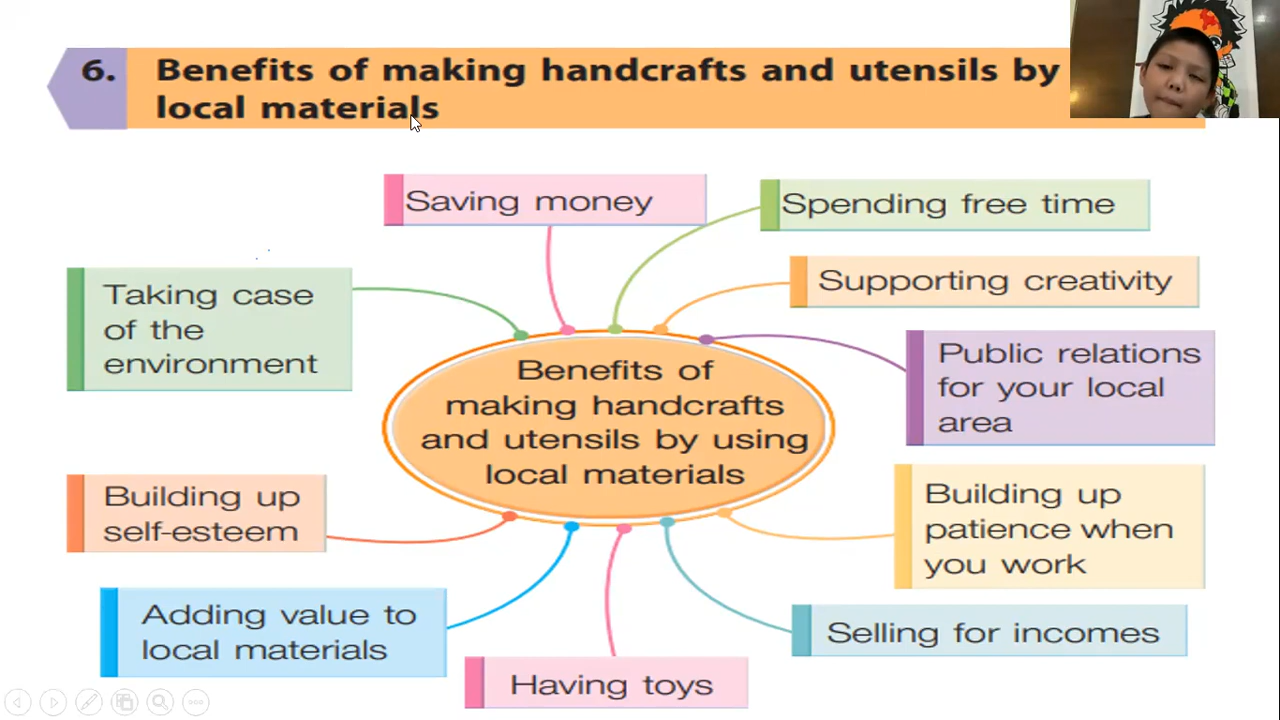 6. Benefits of making handcrafts and utensils by
local materials
Saving money
Spending free time
Supporting creativity
Public relations
for your local
area
Building up
patience when
you work
Selling for incomes
Having toys
Adding value to
local materials
Building up
self-esteem
Taking case
of the
environment
Benefits of
making handcrafts
and utensils by using
local materials